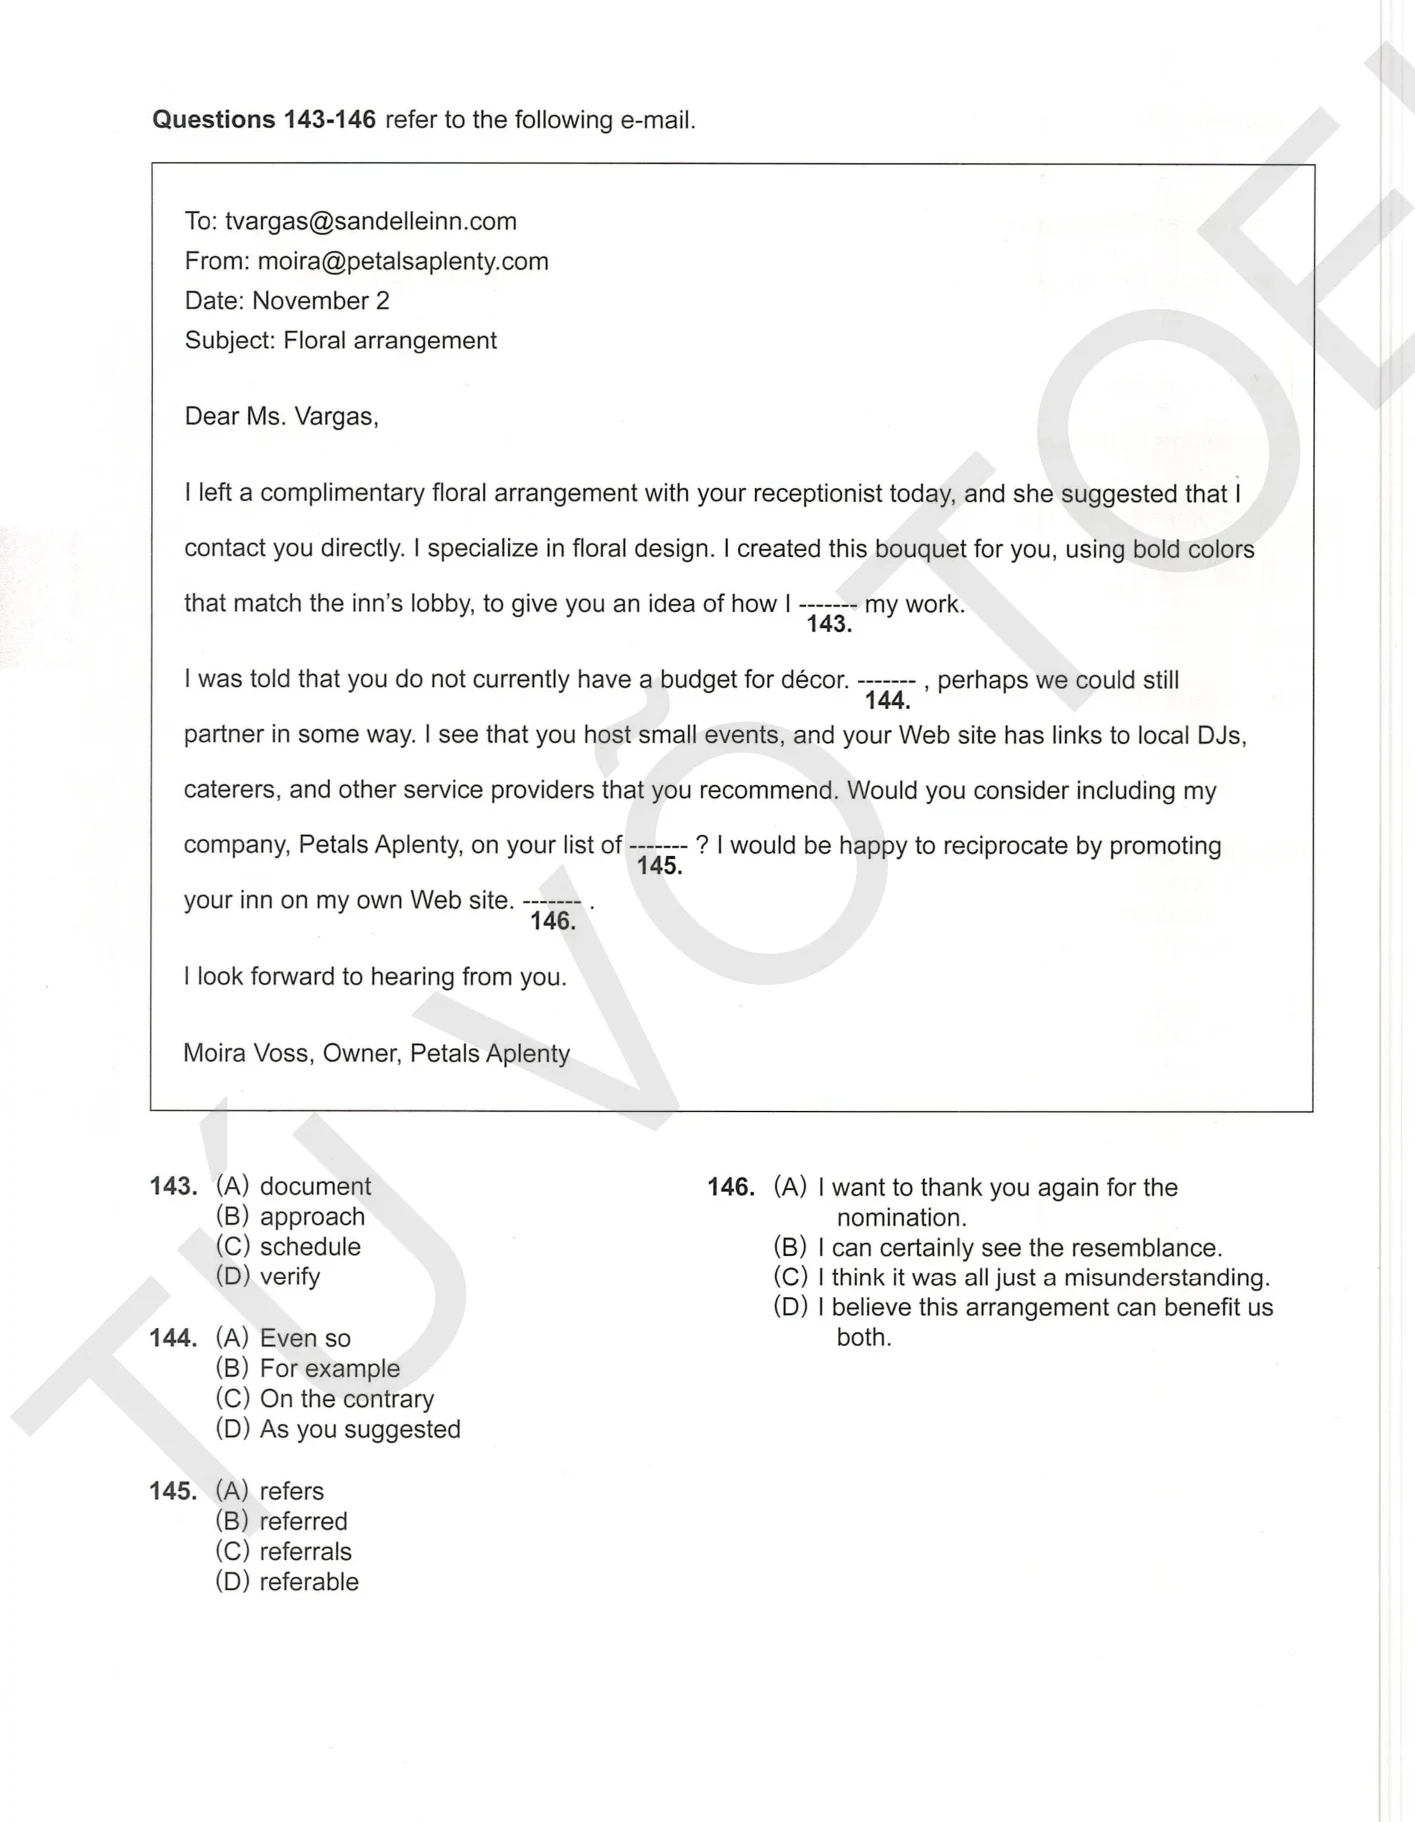 Questions 143-146 refer to the following e-mail.
To: tvargas@sandelleinn.com
From: moira@petalsaplenty.com
Date: November 2
Subject: Floral arrangement
Dear Ms. Vargas,
I left a complimentary floral arrangement with your receptionist today, and she suggested that I
contact you directly. I specialize in floral design. I created this bouquet for you, using bold colors
that match the inn's lobby, to give you an idea of how I ------- my work.
143.
I was told that you do not currently have a budget for décor. ------- , perhaps we could still
144.
partner in some way. I see that you host small events, and your Web site has links to local DJs,
caterers, and other service providers that you recommend. Would you consider including my
company, Petals Aplenty, on your list of ------- ? I would be happy to reciprocate by promoting
145.
your inn on my own Web site. ------- .
146.
I look forward to hearing from you.
Moira Voss, Owner, Petals Aplenty
143. (A) document
(B) approach
(C) schedule
(D) verify
144. (A) Even so
(B) For example
(C) On the contrary
(D) As you suggested
145. (A) refers
(B) referred
(C) referrals
(D) referable
146. (A) I want to thank you again for the
nomination.
(B) I can certainly see the resemblance.
(C) I think it was all just a misunderstanding.
(D) I believe this arrangement can benefit us
both.
TÚ VÕ TOE